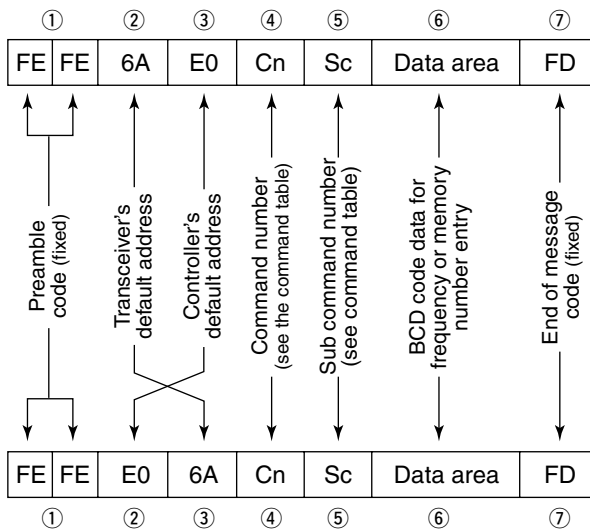 ① ② ③ ④ ⑤ ⑥ ⑦
FE FE 6A E0 Cn Sc Data area FD
Preamble
code (fixed)
Transceiver's
default address
Controller's
default address
Command number
(see the command table)
Sub command number
(see command table)
BCD code data for
frequency or memory
number entry
End of message
code (fixed)
FE FE E0 6A Cn Sc Data area FD
① ② ③ ④ ⑤ ⑥ ⑦